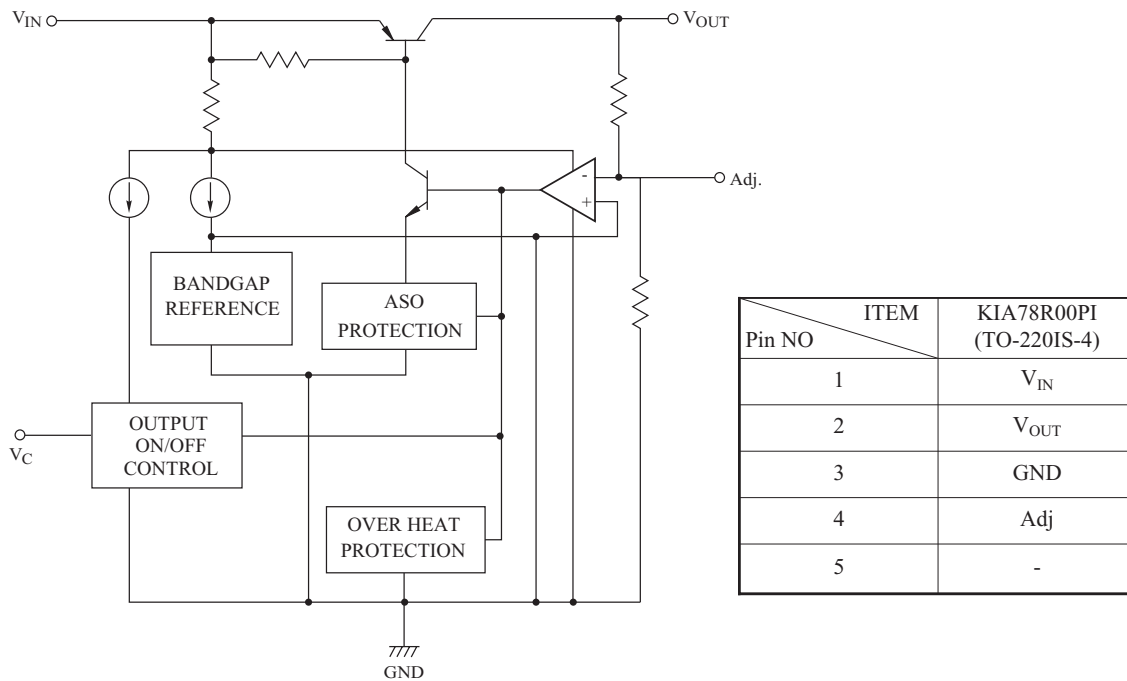 V_IN
V_OUT
-
+
Adj.
BANDGAP
REFERENCE
ASO
PROTECTION
OUTPUT
ON/OFF
CONTROL
V_C
OVER HEAT
PROTECTION
GND
ITEM
Pin NO
KIA78R00PI
(TO-220IS-4)
1 V_IN
2 V_OUT
3 GND
4 Adj
5 -